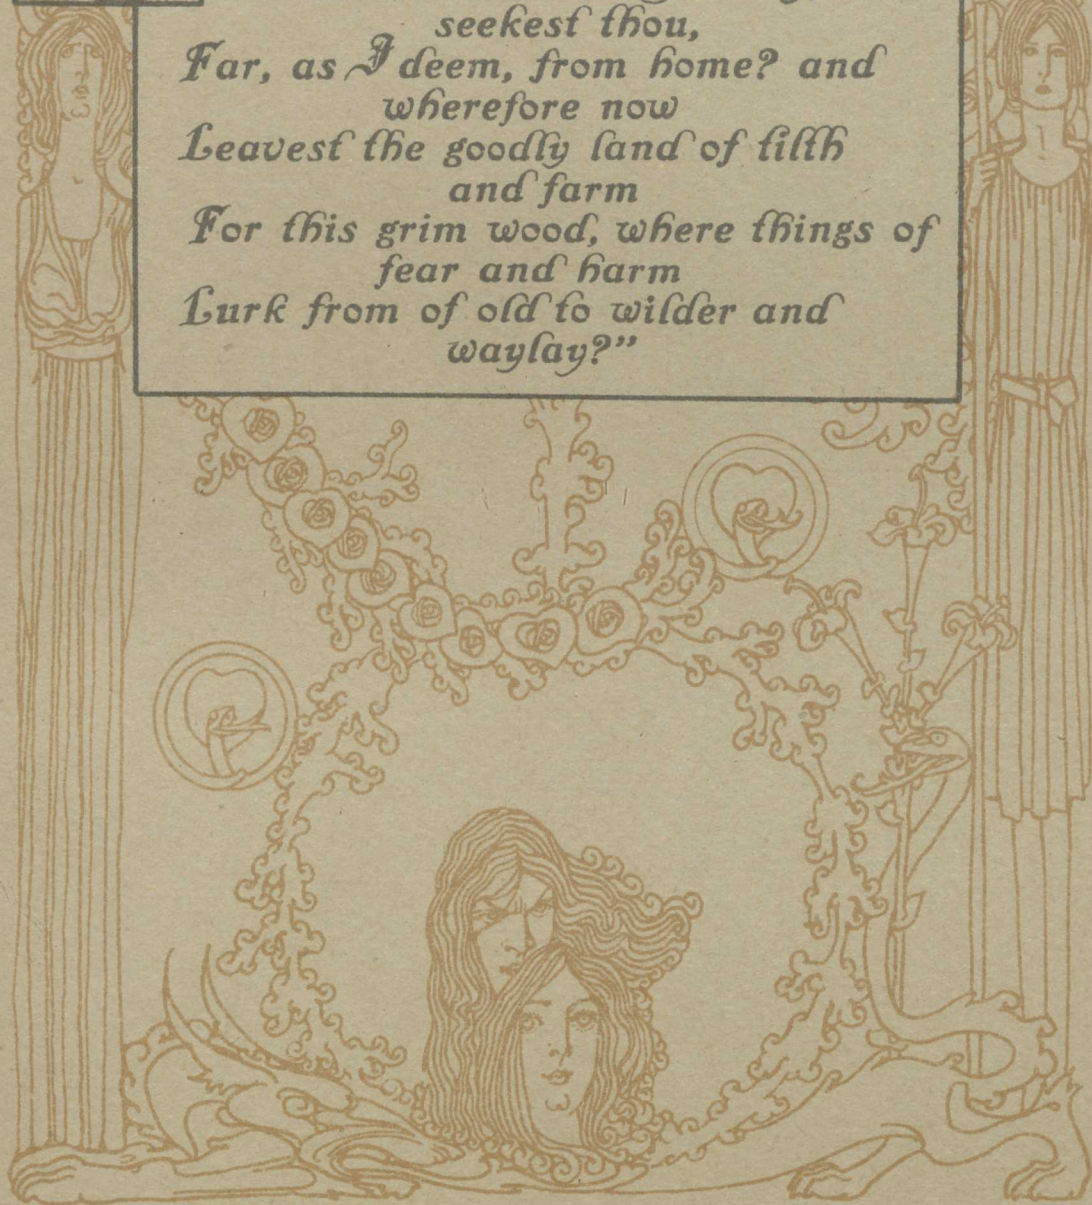 seekest thou,
Far, as I deem, from home? and
wherefore now
Leavest the goodly land of tilth
and farm
For this grim wood, where things of
fear and harm
Lurk from of old to wilder and
waylay?”